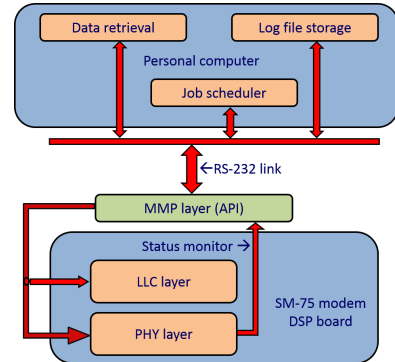 Data retrieval
Log file storage
Personal computer
Job scheduler
←RS-232 link
MMP layer (API)
Status monitor →
LLC layer
SM-75 modem
DSP board
PHY layer